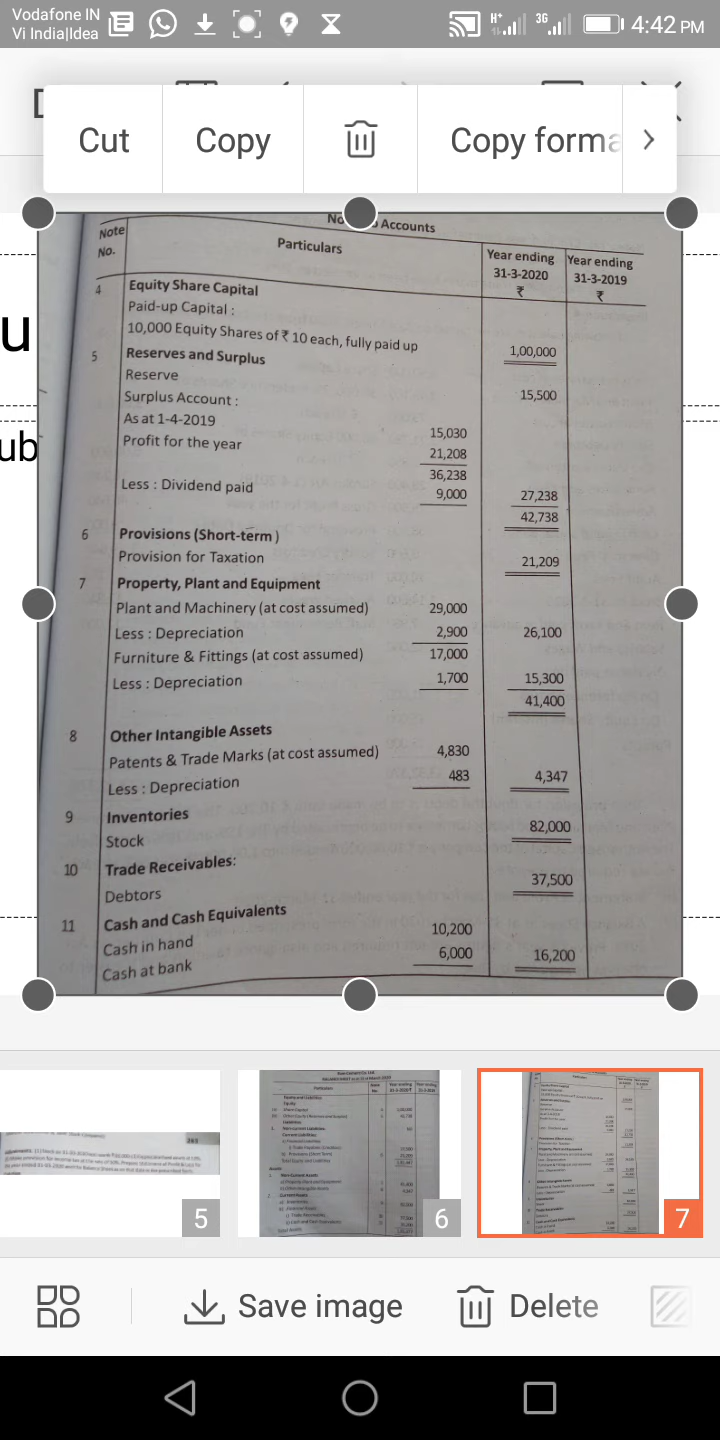 Vodafone IN
Vi India|Idea
H+
3G
4:42 PM
Cut
Copy
Copy forma
Accounts
Note
No.
Particulars
Year ending
31-3-2020
₹
Year ending
31-3-2019
₹
4 Equity Share Capital
Paid-up Capital :
10,000 Equity Shares of ₹ 10 each, fully paid up 1,00,000
5 Reserves and Surplus
Reserve 15,500
Surplus Account :
As at 1-4-2019 15,030
Profit for the year 21,208
36,238
Less : Dividend paid 9,000 27,238
42,738
6 Provisions (Short-term)
Provision for Taxation 21,209
7 Property, Plant and Equipment
Plant and Machinery (at cost assumed) 29,000
Less : Depreciation 2,900 26,100
Furniture & Fittings (at cost assumed) 17,000
Less : Depreciation 1,700 15,300
41,400
8 Other Intangible Assets
Patents & Trade Marks (at cost assumed) 4,830
Less : Depreciation 483 4,347
9 Inventories
Stock 82,000
10 Trade Receivables:
Debtors 37,500
11 Cash and Cash Equivalents
Cash in hand 10,200
Cash at bank 6,000 16,200
u
ub
5
6
7
Save image
Delete